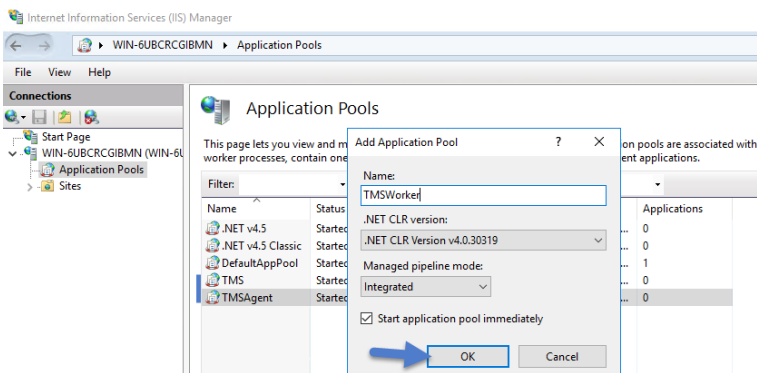 Internet Information Services (IIS) Manager
WIN-6UBCRCGIBMN Application Pools
File View Help
Connections
Start Page
WIN-6UBCRCGIBMN (WIN-6U
Application Pools
Sites
Application Pools
This page lets you view and m
on pools are associated with
worker processes, contain one
ent applications.
Filter:
Name Status Applications
.NET v4.5 Started ... 0
.NET v4.5 Classic Started ... 0
DefaultAppPool Started ... 1
TMS Started ... 0
TMSAgent Started ... 0
Add Application Pool ?
Name:
TMSWorker
.NET CLR version:
.NET CLR Version v4.0.30319
Managed pipeline mode:
Integrated
Start application pool immediately
OK Cancel